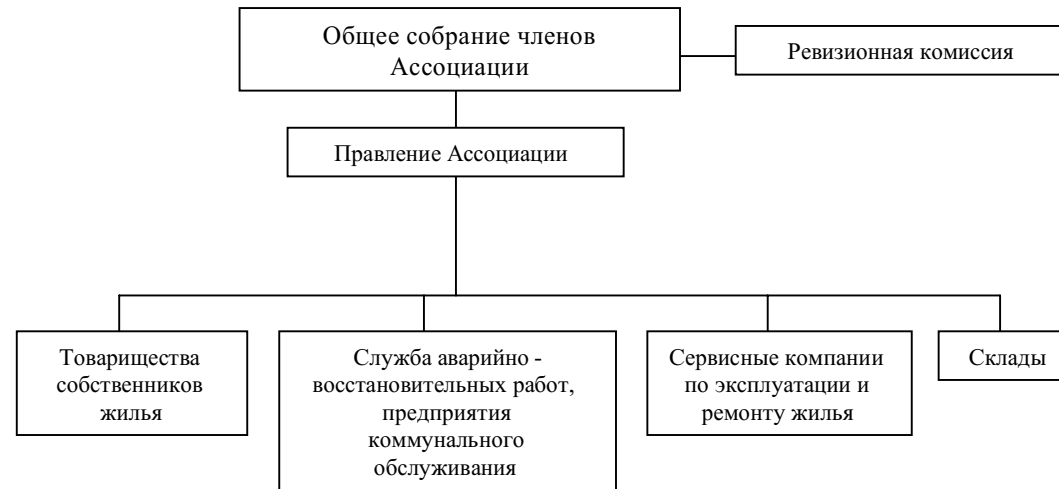 Общее собрание членов
Ассоциации
Ревизионная комиссия
Правление Ассоциации
Товарищества
собственников
жилья
Служба аварийно -
восстановительных работ,
предприятия
коммунального
обслуживания
Сервисные компании
по эксплуатации и
ремонту жилья
Склады